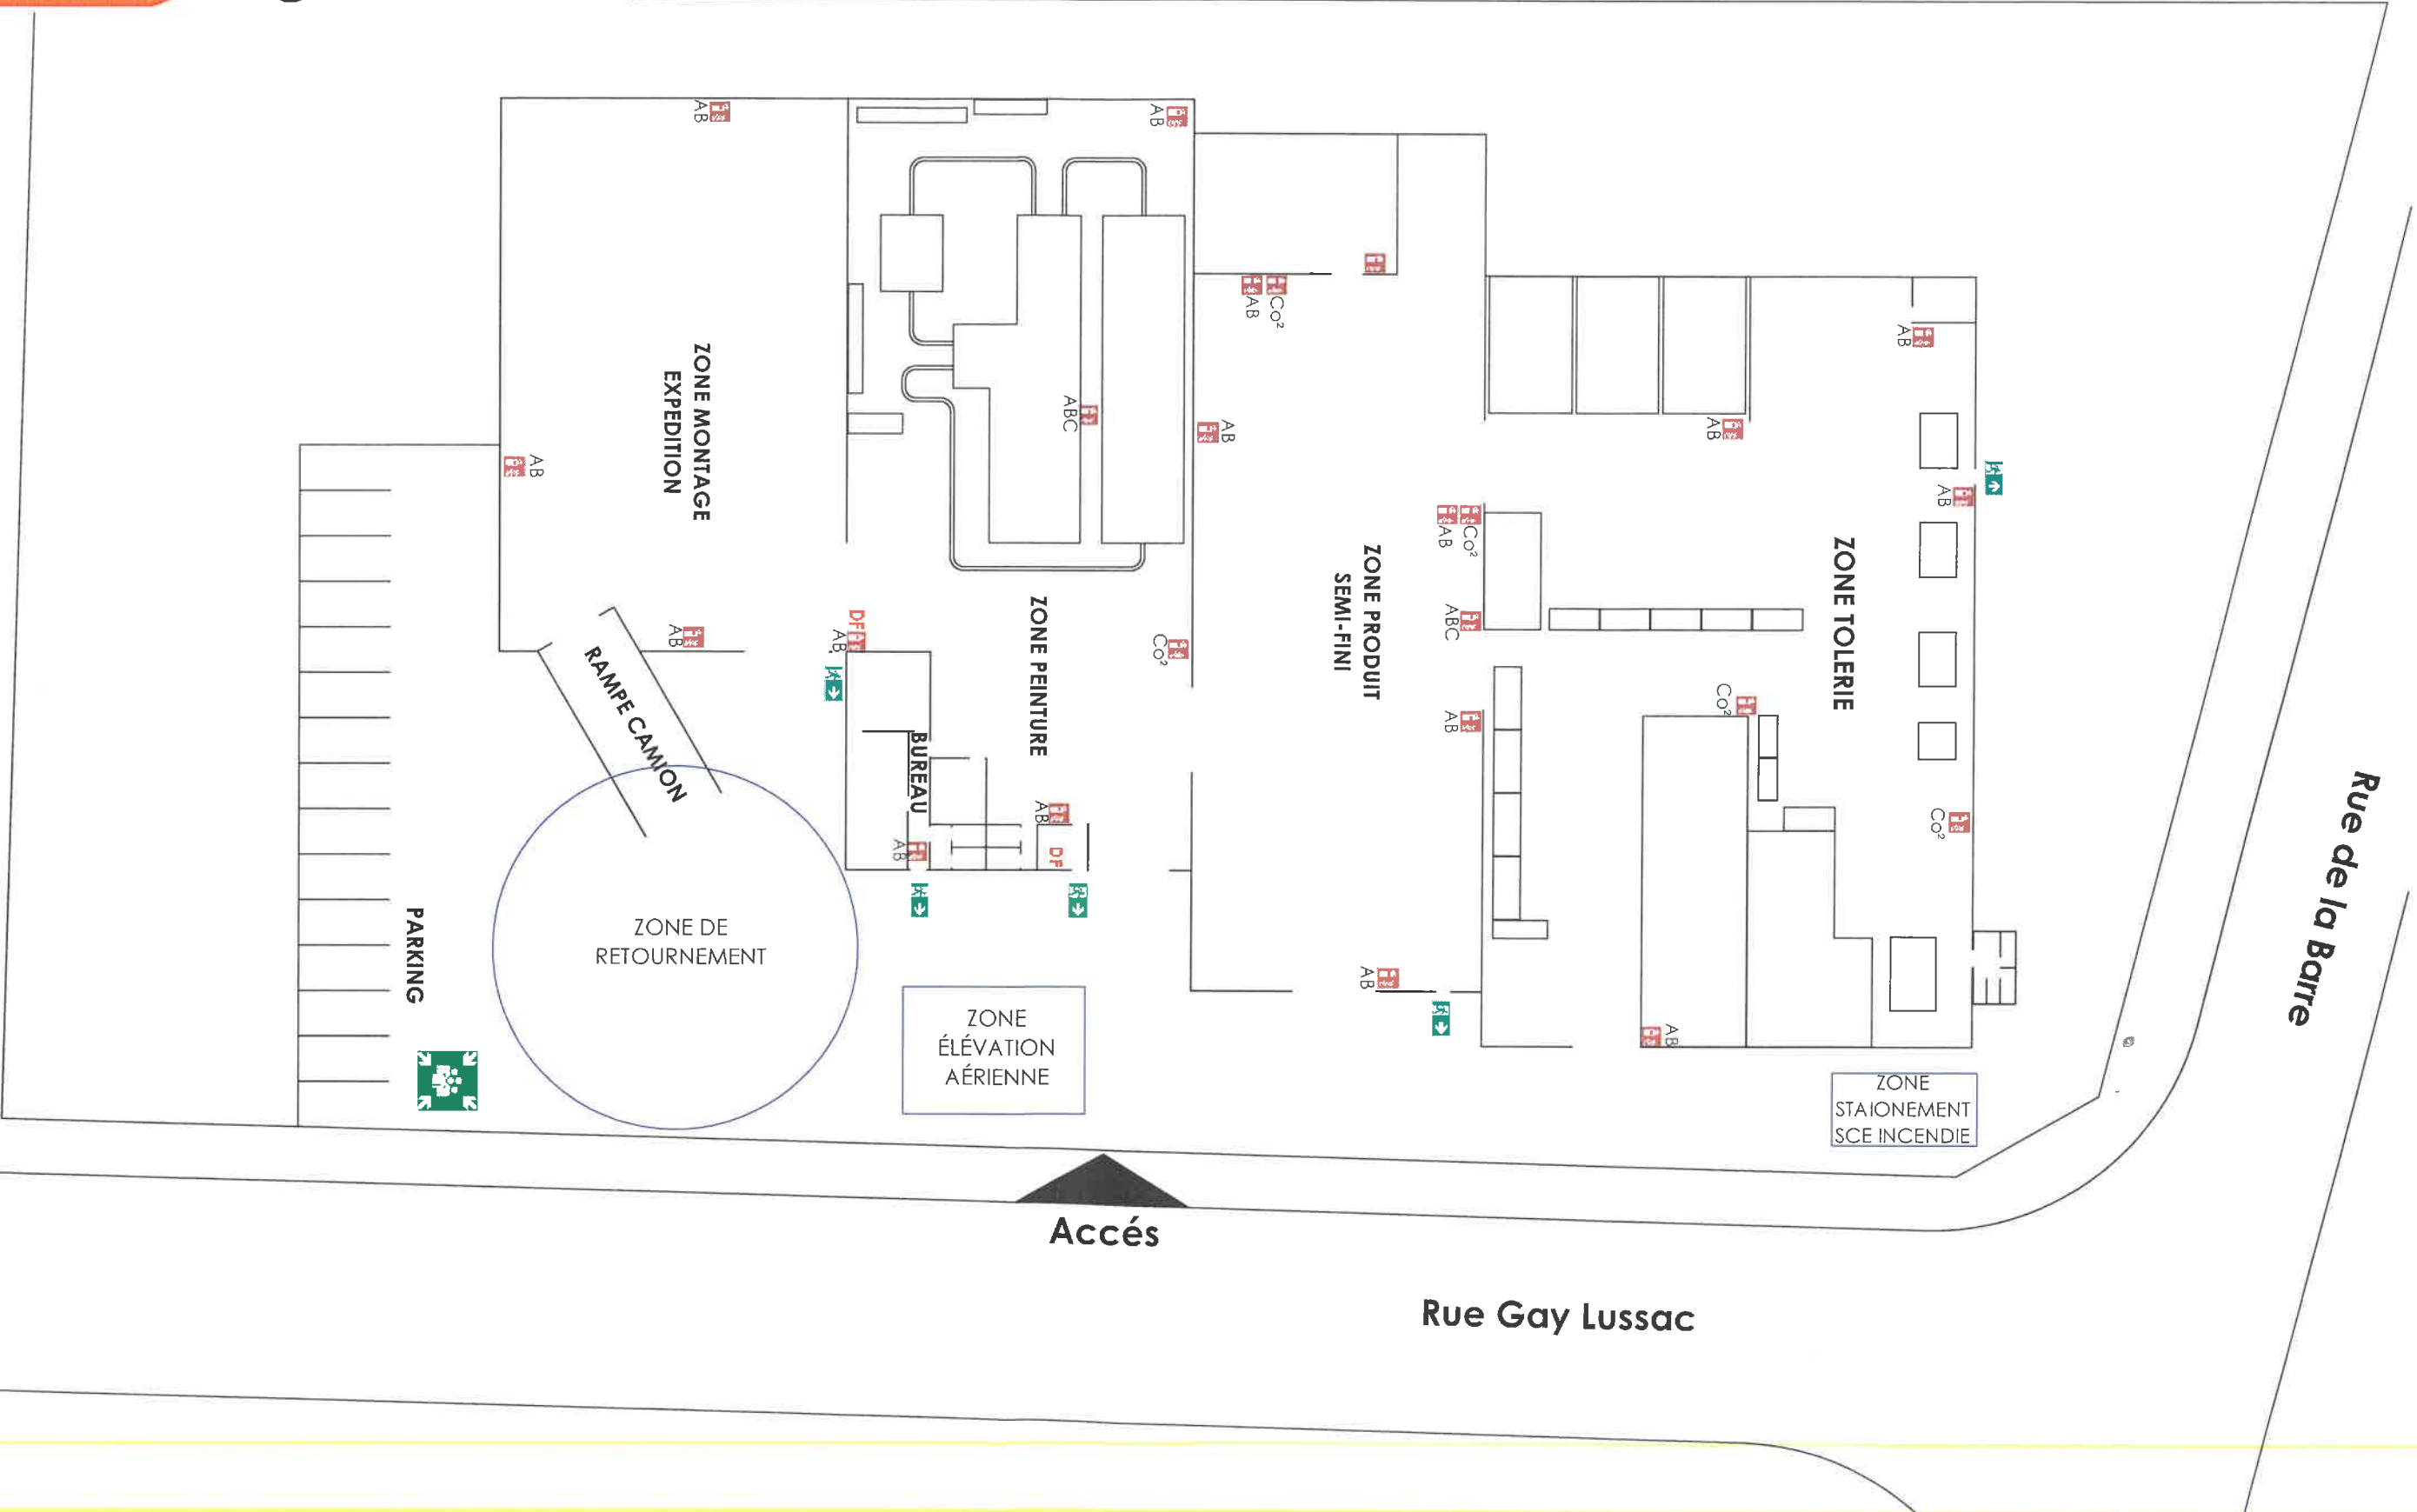 AB
AB
AB
Co²
AB
AB
ZONE MONTAGE
EXPEDITION
ABC
AB
AB
AB
AB
Co²
AB
ZONE PRODUIT
SEMI-FINI
ZONE TOLERIE
ZONE PEINTURE
ABC
DF
AB
AB
Co²
RAMPE CAMION
Co²
AB
BUREAU
AB
DF
AB
Co²
Rue de la Barre
PARKING
ZONE DE
RETOURNEMENT
AB
ZONE
ÉLÉVATION
AÉRIENNE
AB
ZONE
STAIONEMENT
SCE INCENDIE
Accés
Rue Gay Lussac